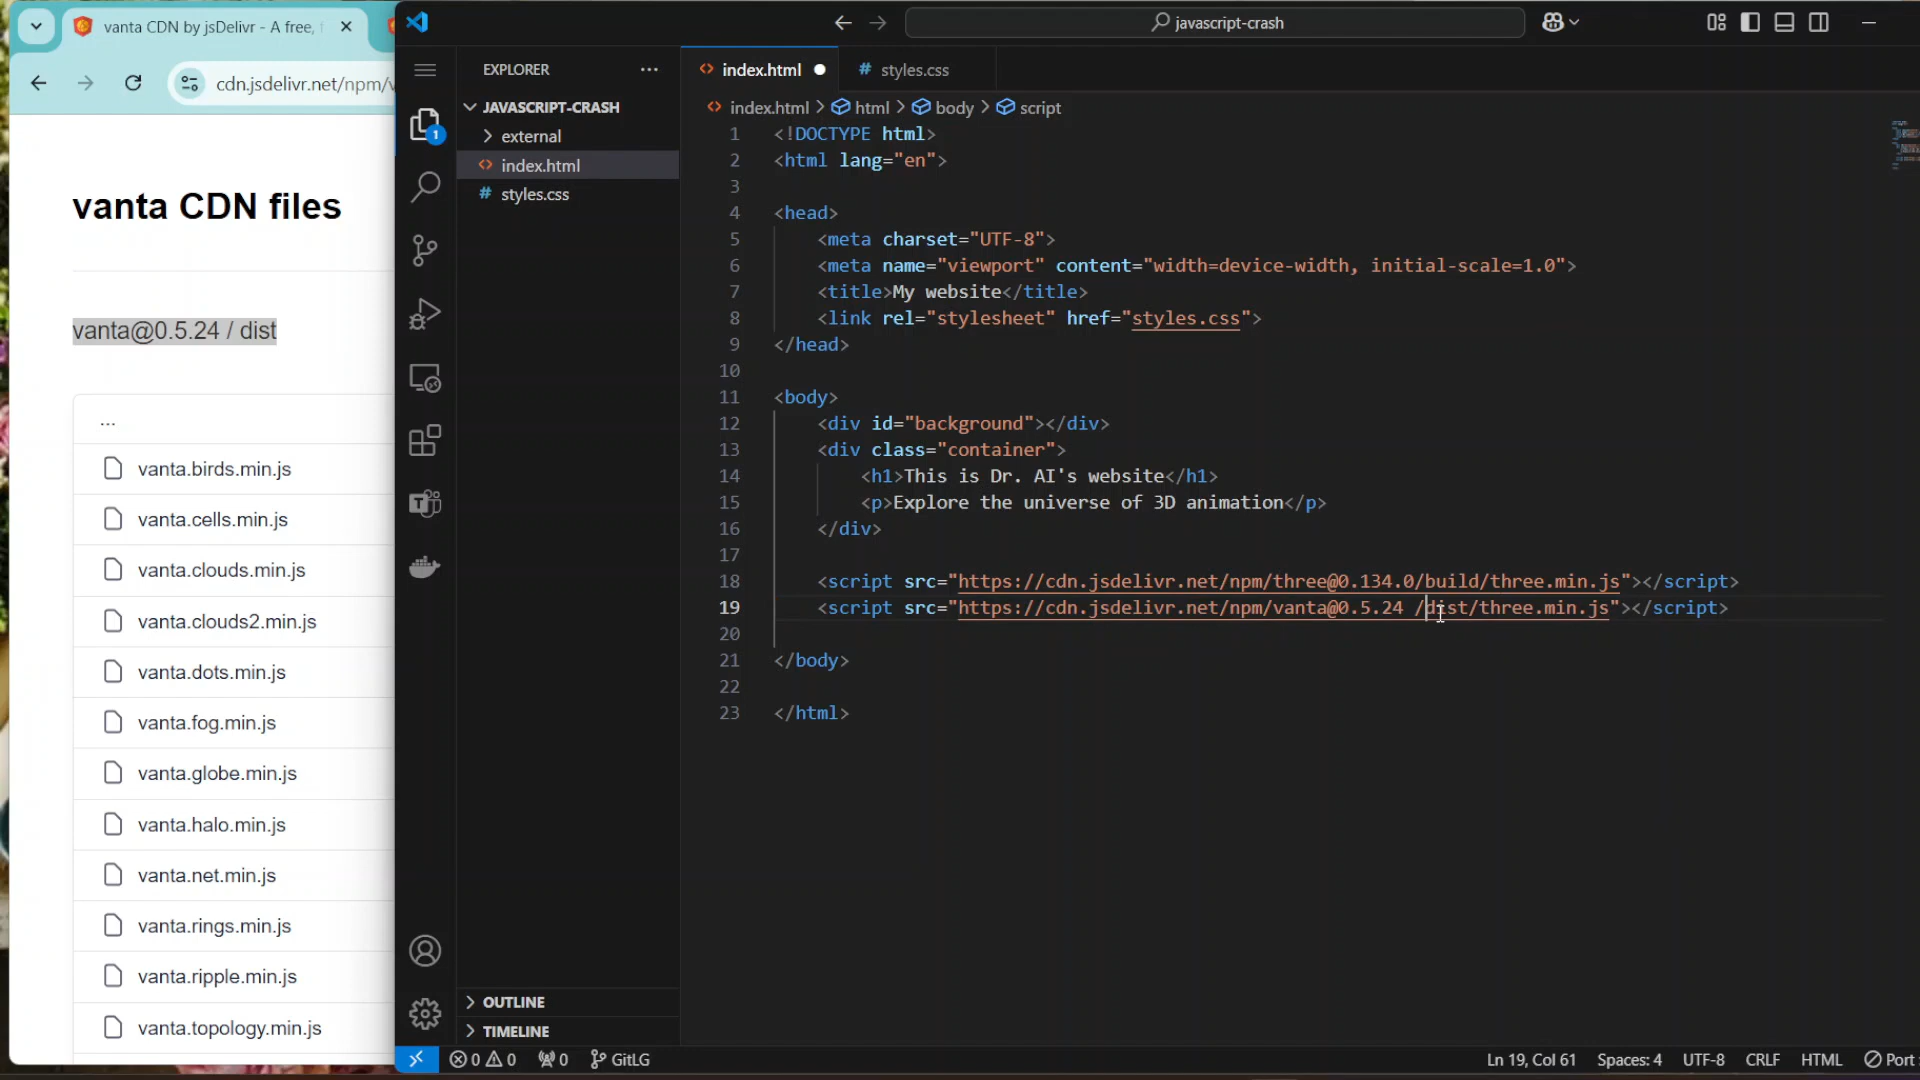 vanta CDN by jsDelivr - A free,
cdn.jsdelivr.net/npm/v
vanta CDN files
vanta@0.5.24 / dist
...
vanta.birds.min.js
vanta.cells.min.js
vanta.clouds.min.js
vanta.clouds2.min.js
vanta.dots.min.js
vanta.fog.min.js
vanta.globe.min.js
vanta.halo.min.js
vanta.net.min.js
vanta.rings.min.js
vanta.ripple.min.js
vanta.topology.min.js
javascript-crash
EXPLORER
1
JAVASCRIPT-CRASH
external
index.html
styles.css
OUTLINE
TIMELINE
index.html
styles.css
index.html > html > body > script
1 <!DOCTYPE html>
2 <html lang="en">
3
4 <head>
5 <meta charset="UTF-8">
6 <meta name="viewport" content="width=device-width, initial-scale=1.0">
7 <title>My website</title>
8 <link rel="stylesheet" href="styles.css">
9 </head>
10
11 <body>
12 <div id="background"></div>
13 <div class="container">
14 <h1>This is Dr. AI's website</h1>
15 <p>Explore the universe of 3D animation</p>
16 </div>
17
18 <script src="https://cdn.jsdelivr.net/npm/three@0.134.0/build/three.min.js"></script>
19 <script src="https://cdn.jsdelivr.net/npm/vanta@0.5.24 /dist/three.min.js"></script>
20
21 </body>
22
23 </html>
0 0 0 GitLG
Ln 19, Col 61 Spaces: 4 UTF-8 CRLF HTML Port